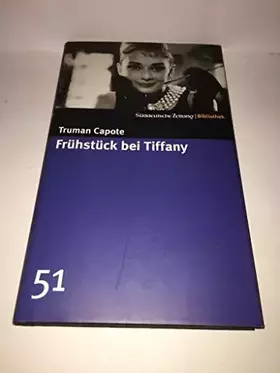 Süddeutsche Zeitung | Bibliothek
Truman Capote
Frühstück bei Tiffany
51